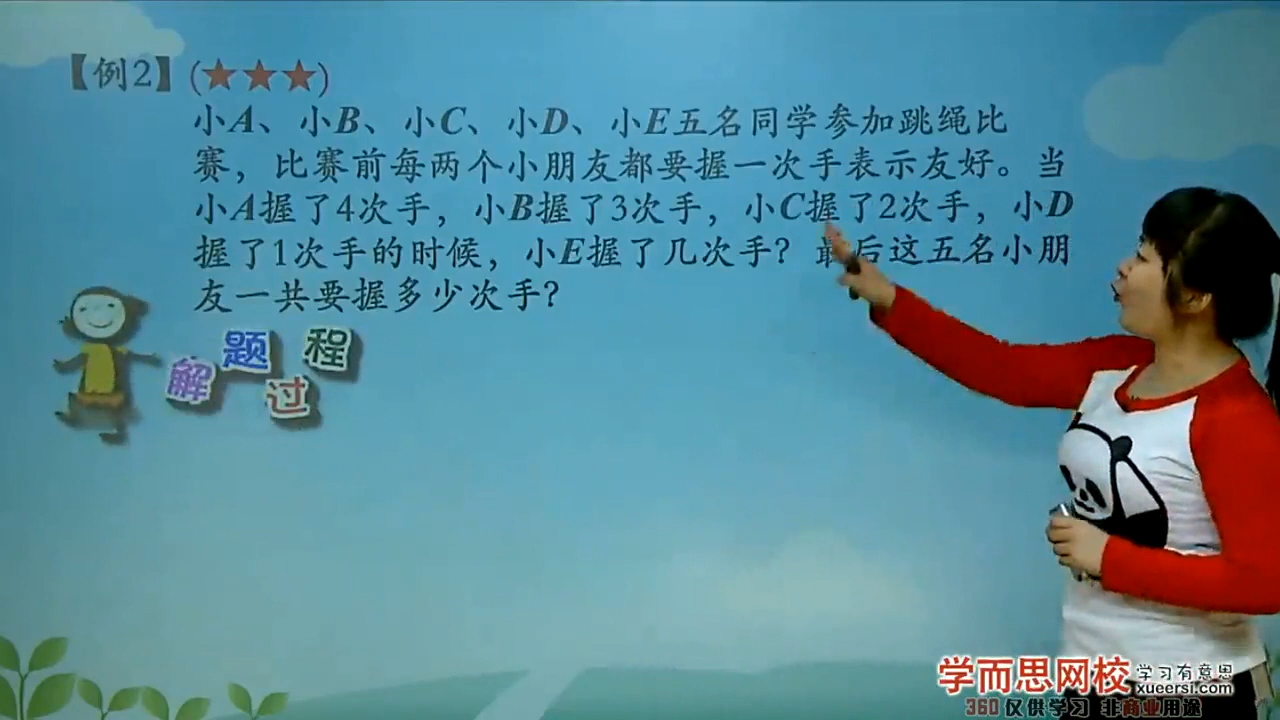 【例2】(★★★)
小A、小B、小C、小D、小E五名同学参加跳绳比
赛，比赛前每两个小朋友都要握一次手表示友好。当
小A握了4次手，小B握了3次手，小C握了2次手，小D
握了1次手的时候，小E握了几次手？最后这五名小朋
友一共要握多少次手？
解题过程
学而思网校 学习有意思
xueersi.com
360仅供学习 非商业用途